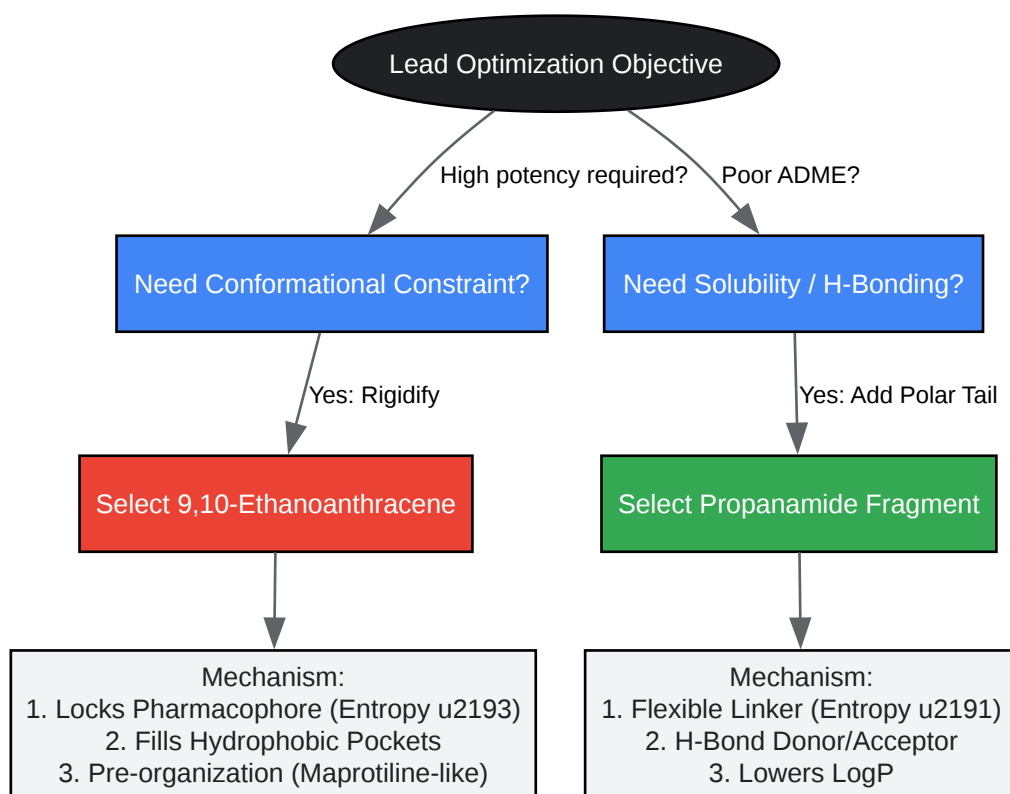 Lead Optimization Objective
High potency required?
Poor ADME?
Need Conformational Constraint?
Need Solubility / H-Bonding?
Yes: Rigidify
Yes: Add Polar Tail
Select 9,10-Ethanoanthracene
Select Propanamide Fragment
Mechanism:
1. Locks Pharmacophore (Entropy u2193)
2. Fills Hydrophobic Pockets
3. Pre-organization (Maprotiline-like)
Mechanism:
1. Flexible Linker (Entropy u2191)
2. H-Bond Donor/Acceptor
3. Lowers LogP